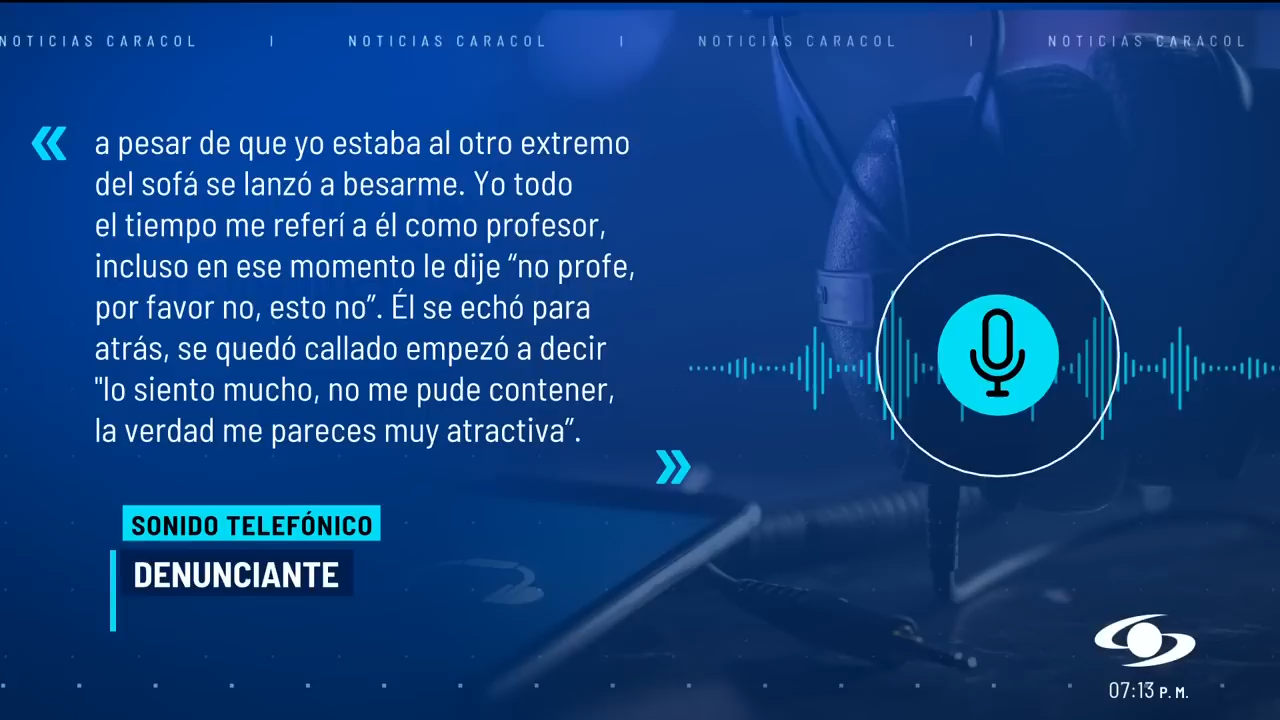 NOTICIAS CARACOL | NOTICIAS CARACOL | NOTICIAS CARACOL | NOTICIAS CARACOL
« a pesar de que yo estaba al otro extremo
del sofá se lanzó a besarme. Yo todo
el tiempo me referí a él como profesor,
incluso en ese momento le dije “no profe,
por favor no, esto no”. Él se echó para
atrás, se quedó callado empezó a decir
"lo siento mucho, no me pude contener,
la verdad me pareces muy atractiva”.
»
SONIDO TELEFÓNICO
DENUNCIANTE
07:13 P. M.